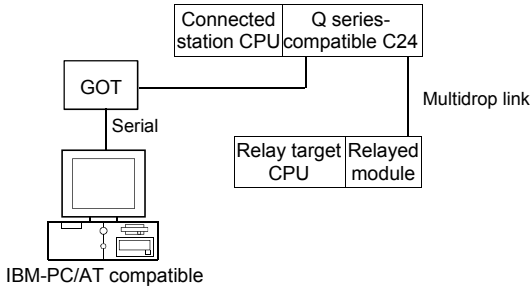 Connected
station CPU
Q series-
compatible C24
GOT
Multidrop link
Serial
Relay target
CPU
Relayed
module
IBM-PC/AT compatible